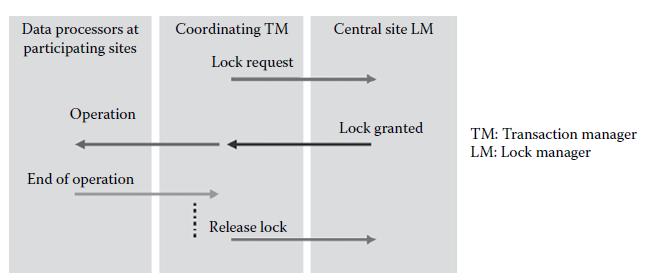 Data processors at
participating sites
Coordinating TM
Central site LM
Lock request
Operation
Lock granted
TM: Transaction manager
LM: Lock manager
End of operation
Release lock